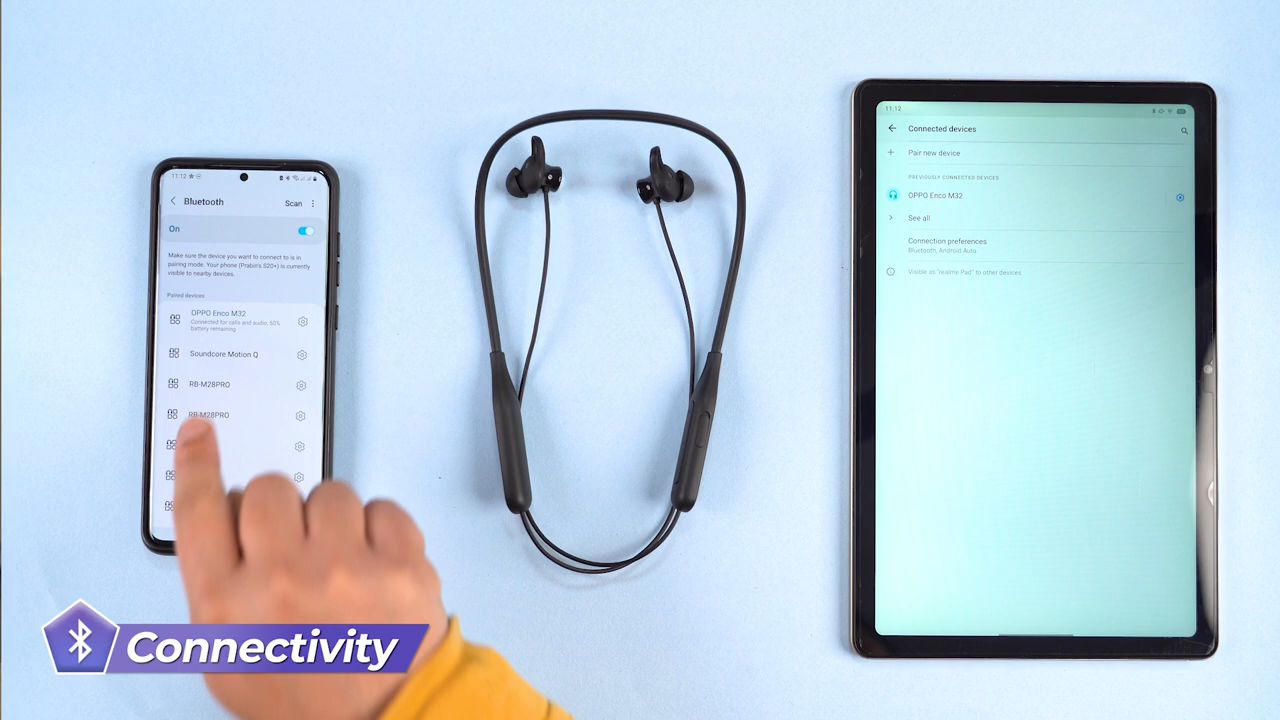 11:12
Bluetooth
Scan
On
Make sure the device you want to connect to is in
pairing mode. Your phone (Prabin's S20+) is currently
visible to nearby devices.
Paired devices
OPPO Enco M32
Connected for calls and audio, 50%
battery remaining
Soundcore Motion Q
RB-M28PRO
RB-M28PRO
11:12
Connected devices
Pair new device
PREVIOUSLY CONNECTED DEVICES
OPPO Enco M32
See all
Connection preferences
Bluetooth, Android Auto
Visible as "realme Pad" to other devices
Connectivity